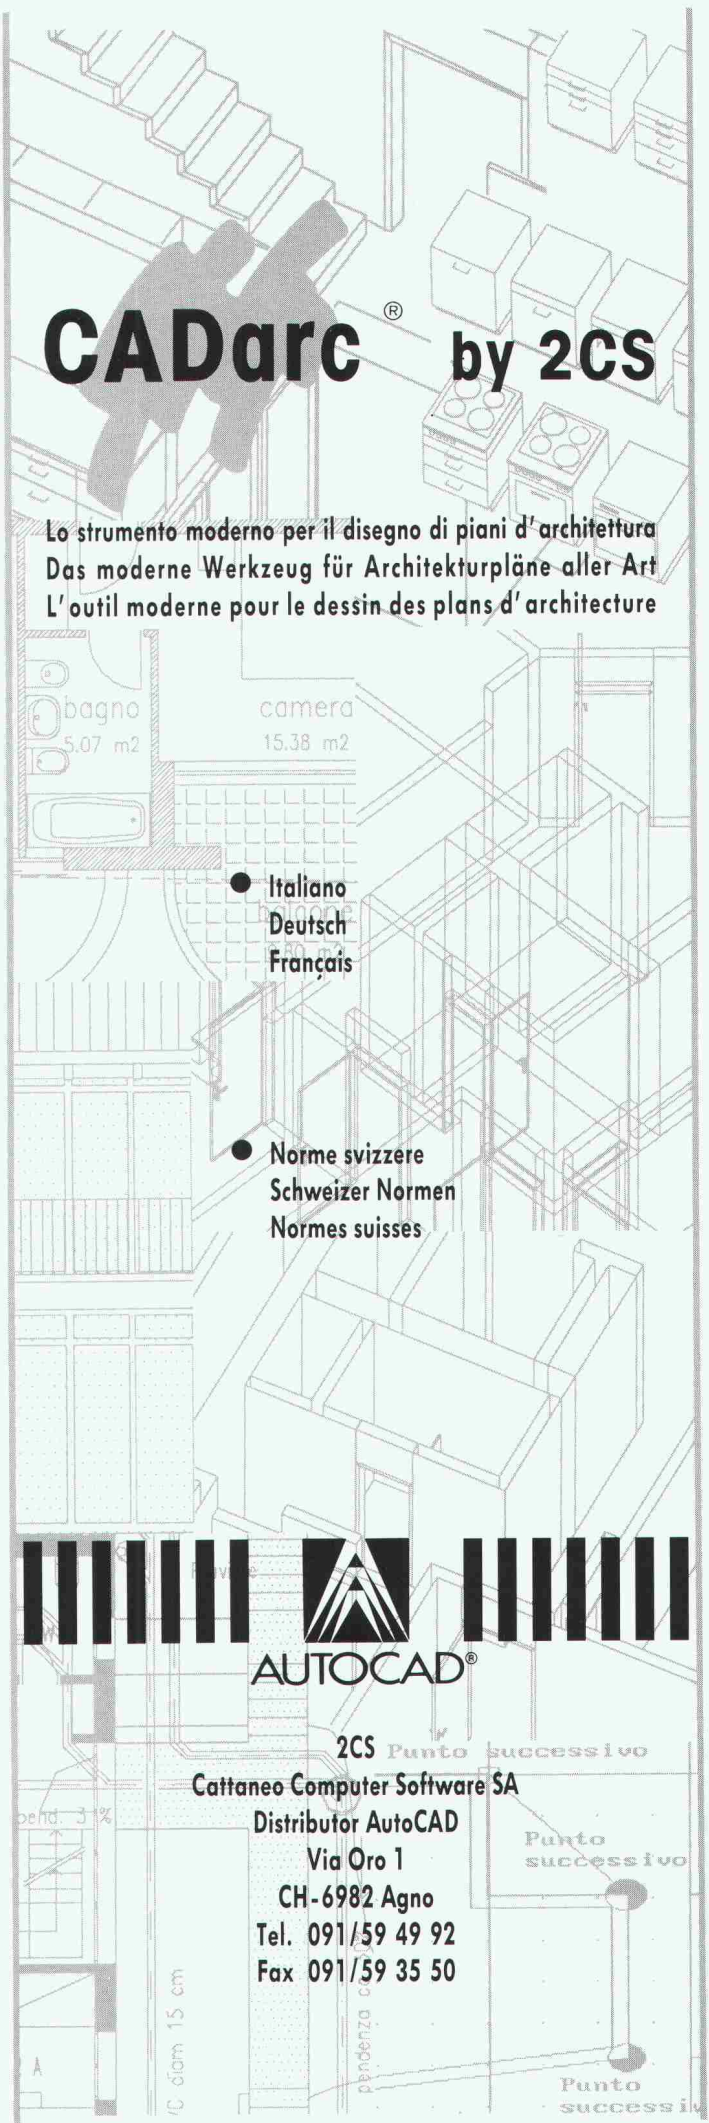 CADarc ® by 2CS
Lo strumento moderno per il disegno di piani d'architettura
Das moderne Werkzeug für Architekturpläne aller Art
L'outil moderne pour le dessin des plans d'architecture
bagno camera
5.07 m2 15.38 m2
● Italiano
Deutsch
Français
● Norme svizzere
Schweizer Normen
Normes suisses
AUTOCAD®
2CS
Punto successivo
Cattaneo Computer Software SA
Distributor AutoCAD
pend. 3 %
Punto
successivo
Via Oro 1
CH-6982 Agno
Tel. 091/59 49 92
Fax 091/59 35 50
diam 15 cm
pendenza
A
Punto